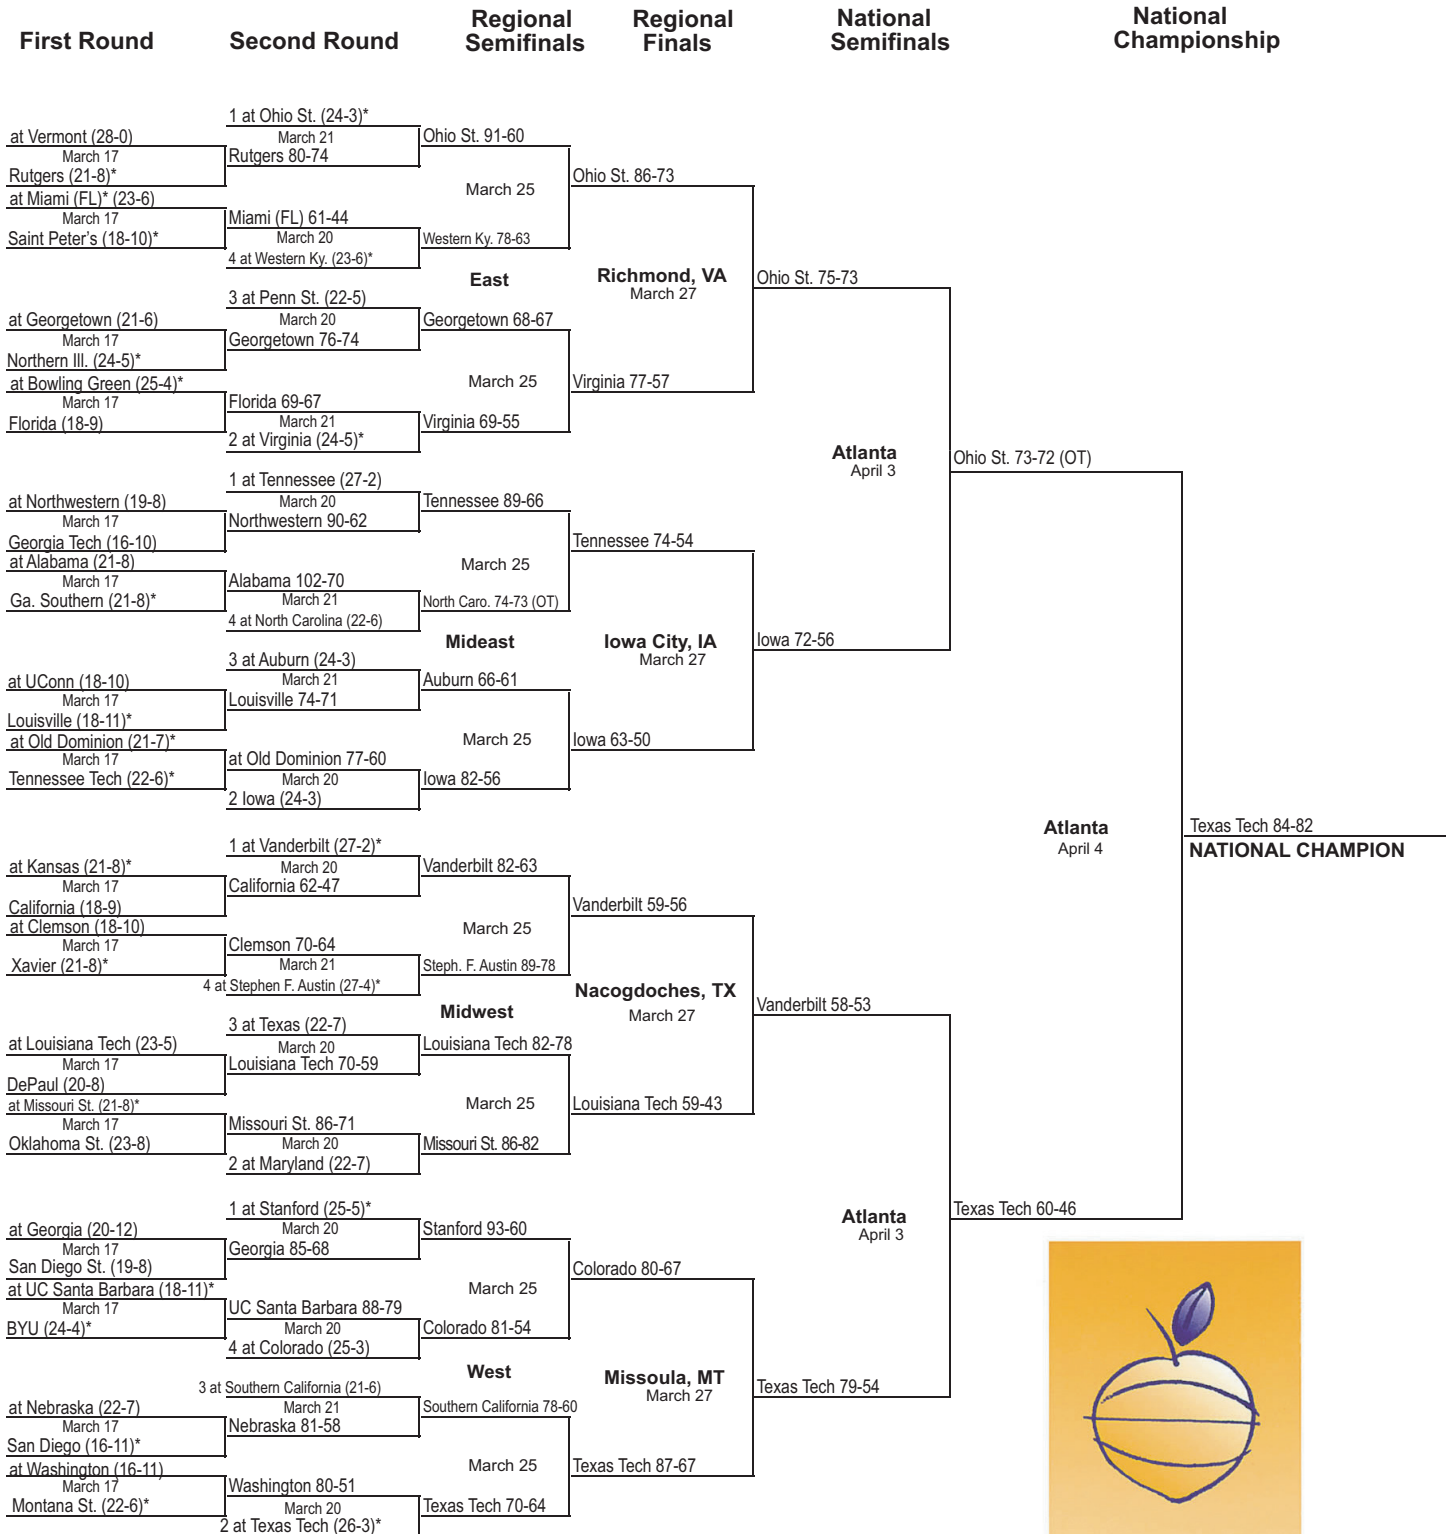 First Round
Second Round
Regional
Semifinals
Regional
Finals
National
Semifinals
National
Championship
at Vermont (28-0)
March 17
Rutgers (21-8)*
at Miami (FL)* (23-6)
March 17
Saint Peter's (18-10)*
at Georgetown (21-6)
March 17
Northern Ill. (24-5)*
at Bowling Green (25-4)*
March 17
Florida (18-9)
at Northwestern (19-8)
March 17
Georgia Tech (16-10)
at Alabama (21-8)
March 17
Ga. Southern (21-8)*
at UConn (18-10)
March 17
Louisville (18-11)*
at Old Dominion (21-7)*
March 17
Tennessee Tech (22-6)*
at Kansas (21-8)*
March 17
California (18-9)
at Clemson (18-10)
March 17
Xavier (21-8)*
at Louisiana Tech (23-5)
March 17
DePaul (20-8)
at Missouri St. (21-8)*
March 17
Oklahoma St. (23-8)
at Georgia (20-12)
March 17
San Diego St. (19-8)
at UC Santa Barbara (18-11)*
March 17
BYU (24-4)*
at Nebraska (22-7)
March 17
San Diego (16-11)*
at Washington (16-11)
March 17
Montana St. (22-6)*
1 at Ohio St. (24-3)*
March 21
Rutgers 80-74
Miami (FL) 61-44
March 20
4 at Western Ky. (23-6)*
3 at Penn St. (22-5)
March 20
Georgetown 76-74
Florida 69-67
March 21
2 at Virginia (24-5)*
1 at Tennessee (27-2)
March 20
Northwestern 90-62
Alabama 102-70
March 21
4 at North Carolina (22-6)
3 at Auburn (24-3)
March 21
Louisville 74-71
at Old Dominion 77-60
March 20
2 Iowa (24-3)
1 at Vanderbilt (27-2)*
March 20
California 62-47
Clemson 70-64
March 21
4 at Stephen F. Austin (27-4)*
3 at Texas (22-7)
March 20
Louisiana Tech 70-59
Missouri St. 86-71
March 20
2 at Maryland (22-7)
1 at Stanford (25-5)*
March 20
Georgia 85-68
UC Santa Barbara 88-79
March 20
4 at Colorado (25-3)
3 at Southern California (21-6)
March 21
Nebraska 81-58
Washington 80-51
March 20
2 at Texas Tech (26-3)*
Ohio St. 91-60
March 25
Western Ky. 78-63
East
Georgetown 68-67
March 25
Virginia 69-55
Tennessee 89-66
March 25
North Caro. 74-73 (OT)
Mideast
Auburn 66-61
March 25
Iowa 82-56
Vanderbilt 82-63
March 25
Steph. F. Austin 89-78
Midwest
Louisiana Tech 82-78
March 25
Missouri St. 86-82
Stanford 93-60
March 25
Colorado 81-54
West
Southern California 78-60
March 25
Texas Tech 70-64
Ohio St. 86-73
Richmond, VA
March 27
Virginia 77-57
Tennessee 74-54
Iowa City, IA
March 27
Iowa 63-50
Vanderbilt 59-56
Nacogdoches, TX
March 27
Louisiana Tech 59-43
Colorado 80-67
Missoula, MT
March 27
Texas Tech 87-67
Ohio St. 75-73
Atlanta
April 3
Iowa 72-56
Vanderbilt 58-53
Atlanta
April 3
Texas Tech 79-54
Ohio St. 73-72 (OT)
Atlanta
April 4
Texas Tech 60-46
Texas Tech 84-82
NATIONAL CHAMPION